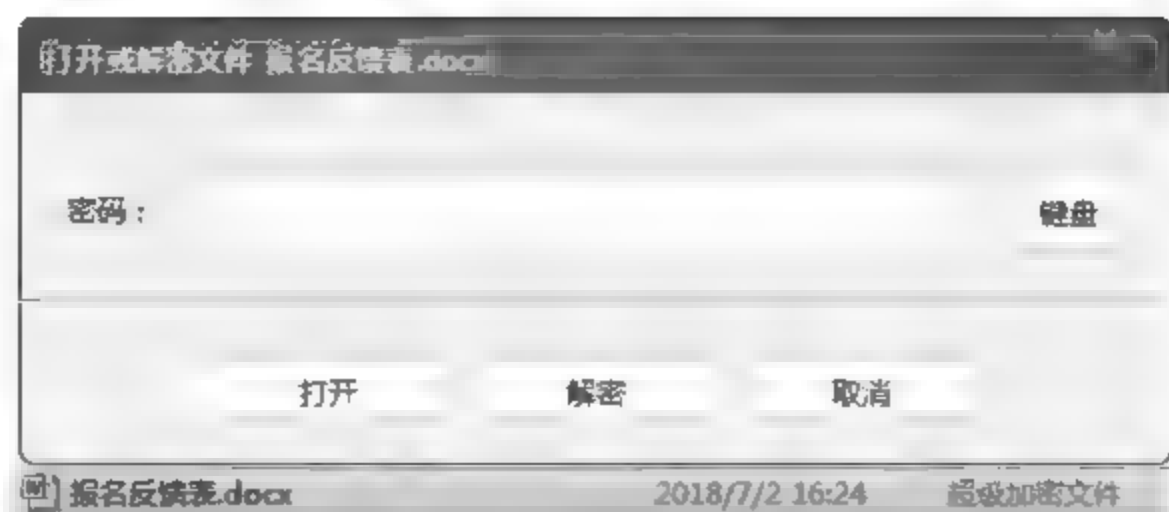 打开或解密文件 报名反馈表.docx
密码：
键盘
打开 解密 取消
报名反馈表.docx 2018/7/2 16:24 超级加密文件